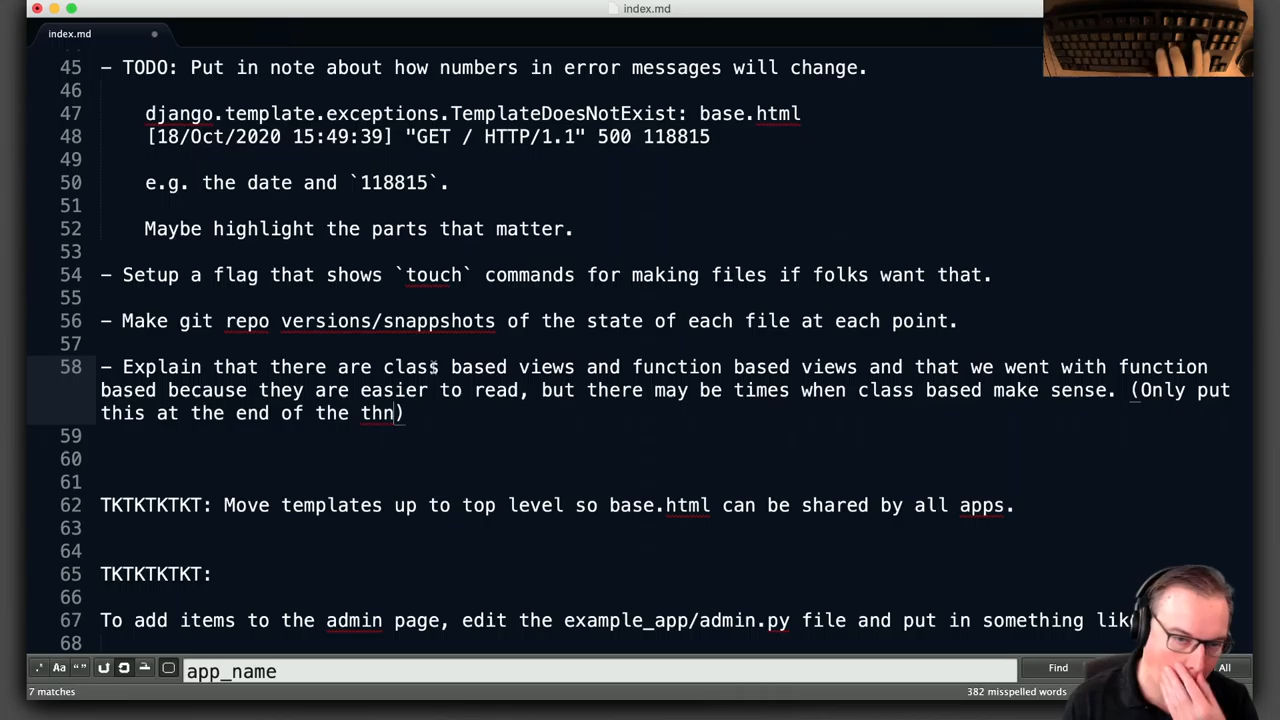 index.md
index.md
45 - TODO: Put in note about how numbers in error messages will change.
46
47 django.template.exceptions.TemplateDoesNotExist: base.html
48 [18/Oct/2020 15:49:39] "GET / HTTP/1.1" 500 118815
49
50 e.g. the date and `118815`.
51
52 Maybe highlight the parts that matter.
53
54 - Setup a flag that shows `touch` commands for making files if folks want that.
55
56 - Make git repo versions/snappshots of the state of each file at each point.
57
58 - Explain that there are class based views and function based views and that we went with function
based because they are easier to read, but there may be times when class based make sense. (Only put
this at the end of the thn)
59
60
61
62 TKTKTKTKT: Move templates up to top level so base.html can be shared by all apps.
63
64
65 TKTKTKTKT:
66
67 To add items to the admin page, edit the example_app/admin.py file and put in something
68
.* Aa “” app_name Find All
7 matches 382 misspelled words